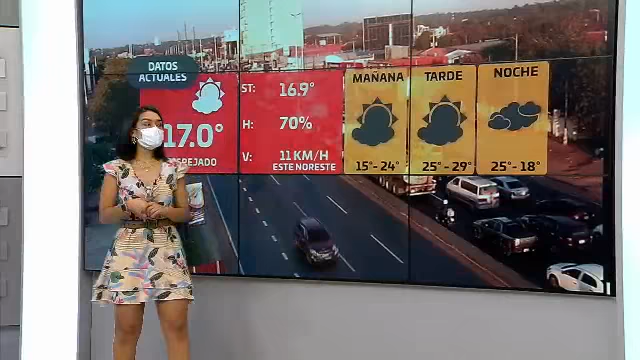 DATOS
ACTUALES
17.0°
ST: 16.9°
H: 70%
V: 11 KM/H
ESTE NORESTE
MAÑANA
15°- 24°
TARDE
25°- 29°
NOCHE
25°- 18°